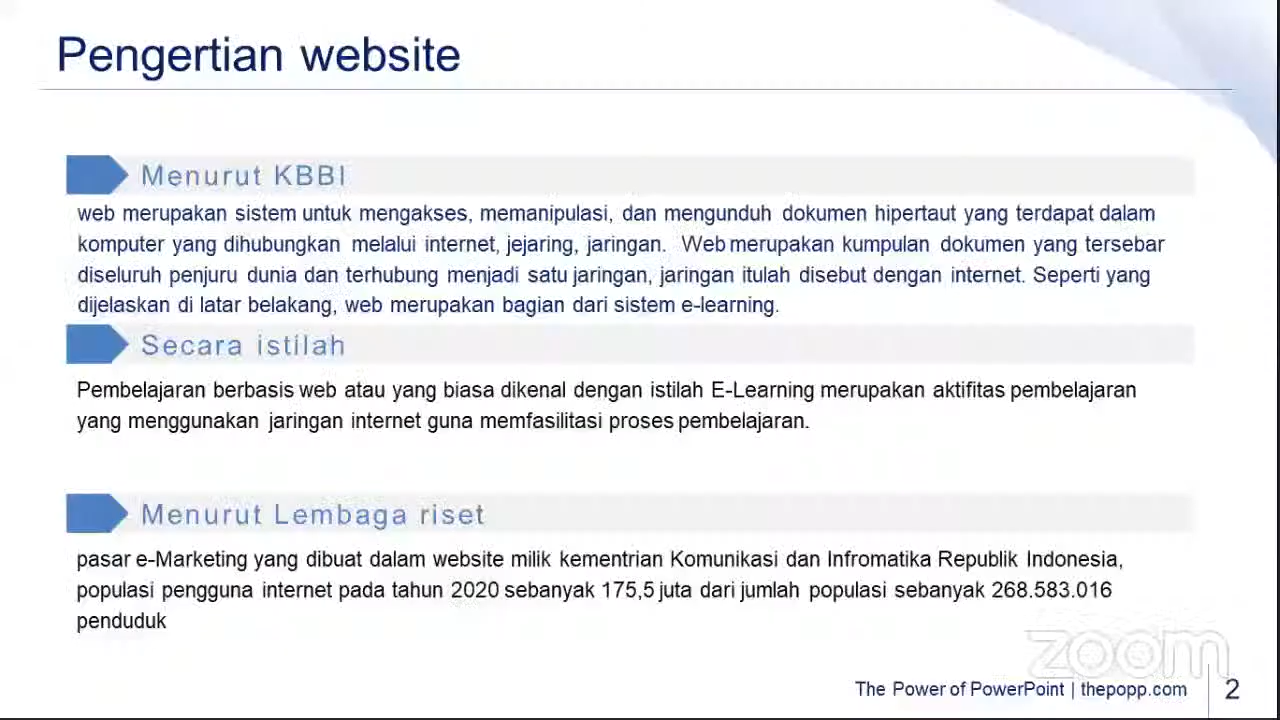 Pengertian website
Menurut KBBI
web merupakan sistem untuk mengakses, memanipulasi, dan mengunduh dokumen hipertaut yang terdapat dalam
komputer yang dihubungkan melalui internet, jejaring, jaringan. Web merupakan kumpulan dokumen yang tersebar
diseluruh penjuru dunia dan terhubung menjadi satu jaringan, jaringan itulah disebut dengan internet. Seperti yang
dijelaskan di latar belakang, web merupakan bagian dari sistem e-learning.
Secara istilah
Pembelajaran berbasis web atau yang biasa dikenal dengan istilah E-Learning merupakan aktifitas pembelajaran
yang menggunakan jaringan internet guna memfasilitasi proses pembelajaran.
Menurut Lembaga riset
pasar e-Marketing yang dibuat dalam website milik kementrian Komunikasi dan Infromatika Republik Indonesia,
populasi pengguna internet pada tahun 2020 sebanyak 175,5 juta dari jumlah populasi sebanyak 268.583.016
penduduk
zoom
The Power of PowerPoint | thepopp.com
2